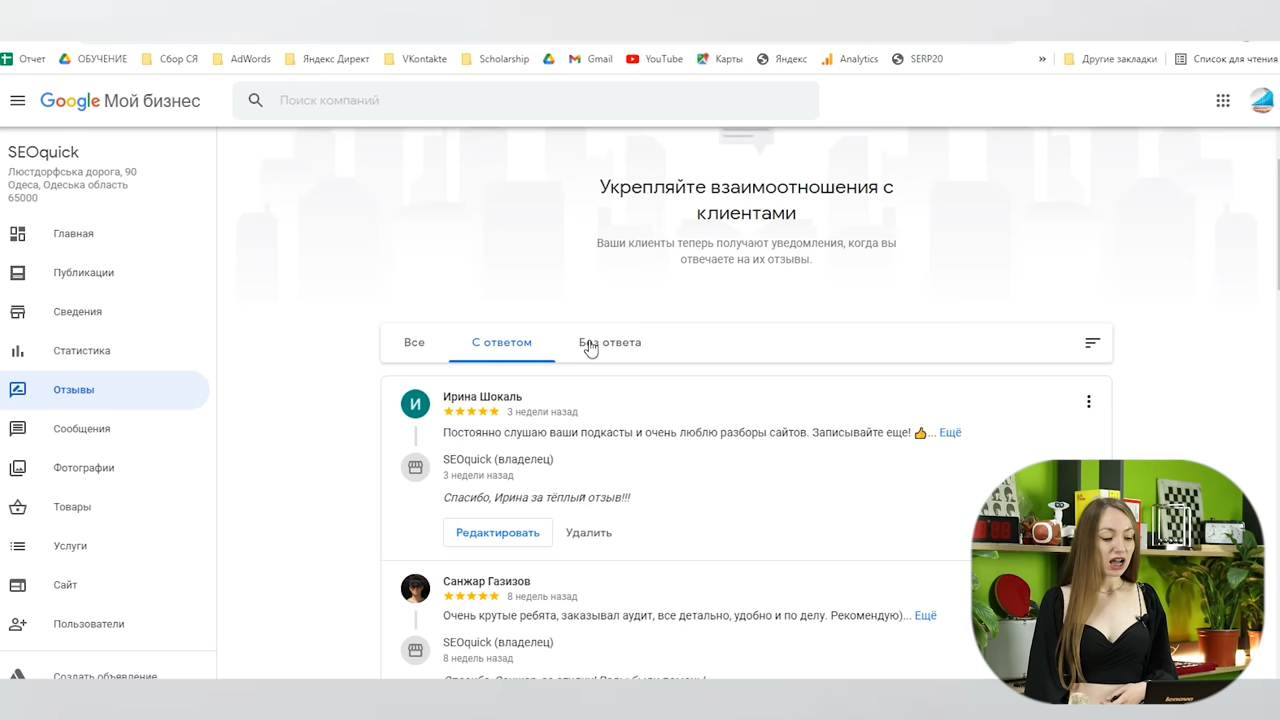 Отчет ОБУЧЕНИЕ Сбор СЯ AdWords Яндекс Директ VKontakte Scholarship Gmail YouTube Карты Яндекс Analytics SERP20 » Другие закладки Список для чтения
Google Мой бизнес Поиск компаний
SEOquick
Люстдорфська дорога, 90
Одеса, Одеська область
65000
Главная
Публикации
Сведения
Статистика
Отзывы
Сообщения
Фотографии
Товары
Услуги
Сайт
Пользователи
Создать объявление
Укрепляйте взаимоотношения с
клиентами
Ваши клиенты теперь получают уведомления, когда вы
отвечаете на их отзывы.
Все С ответом Без ответа
И
Ирина Шокаль
3 недели назад
Постоянно слушаю ваши подкасты и очень люблю разборы сайтов. Записывайте еще! 👍... Ещё
SEOquick (владелец)
3 недели назад
Спасибо, Ирина за тёплый отзыв!!!
Редактировать Удалить
Санжар Газизов
8 недель назад
Очень крутые ребята, заказывал аудит, все детально, удобно и по делу. Рекомендую)... Ещё
SEOquick (владелец)
8 недель назад